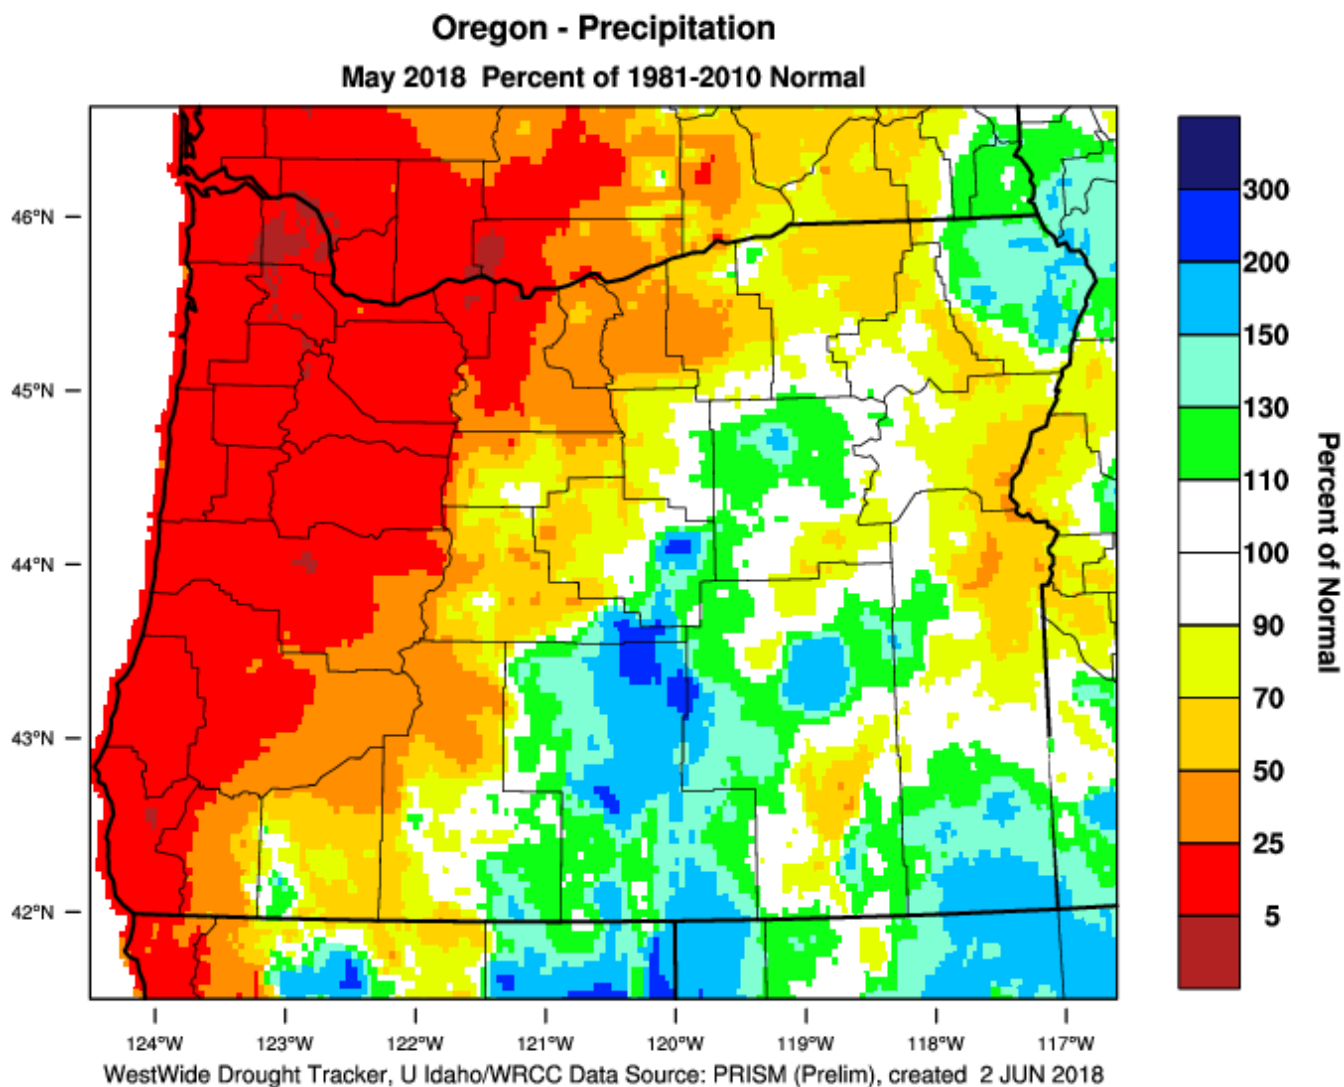 Oregon - Precipitation
May 2018 Percent of 1981-2010 Normal
46°N
45°N
44°N
43°N
42°N
124°W 123°W 122°W 121°W 120°W 119°W 118°W 117°W
300
200
150
130
110
100
90
70
50
25
5
Percent of Normal
WestWide Drought Tracker, U Idaho/WRCC Data Source: PRISM (Prelim), created 2 JUN 2018